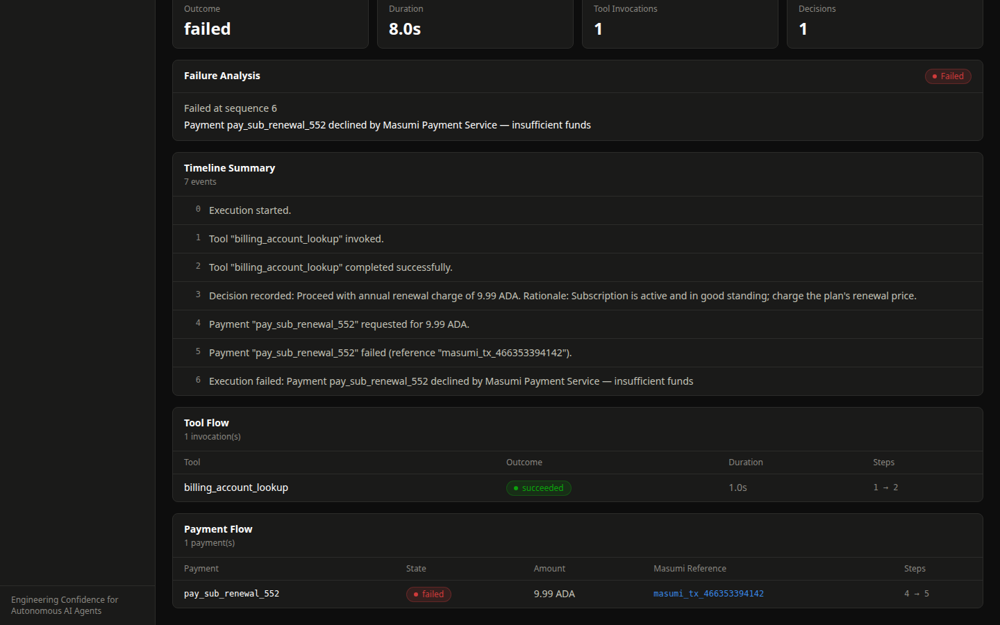 Outcome
failed
Duration
8.0s
Tool Invocations
1
Decisions
1
Failure Analysis
Failed
Failed at sequence 6
Payment pay_sub_renewal_552 declined by Masumi Payment Service — insufficient funds
Timeline Summary
7 events
0 Execution started.
1 Tool "billing_account_lookup" invoked.
2 Tool "billing_account_lookup" completed successfully.
3 Decision recorded: Proceed with annual renewal charge of 9.99 ADA. Rationale: Subscription is active and in good standing; charge the plan's renewal price.
4 Payment "pay_sub_renewal_552" requested for 9.99 ADA.
5 Payment "pay_sub_renewal_552" failed (reference "masumi_tx_466353394142").
6 Execution failed: Payment pay_sub_renewal_552 declined by Masumi Payment Service — insufficient funds
Tool Flow
1 invocation(s)
Tool Outcome Duration Steps
billing_account_lookup succeeded 1.0s 1 → 2
Payment Flow
1 payment(s)
Payment State Amount Masumi Reference Steps
pay_sub_renewal_552 failed 9.99 ADA masumi_tx_466353394142 4 → 5
Engineering Confidence for
Autonomous AI Agents